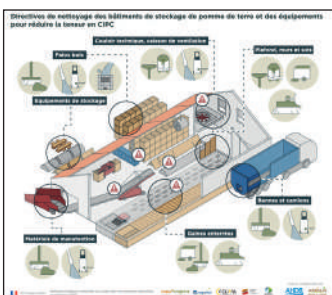 Directives de nettoyage des bâtiments de stockage de pomme de terre et des équipements
pour réduire la teneur en CIPC
Couloir technique, caisson de ventilation
Palox bois
Plafond, murs et sols
Equipements de stockage
Bennes et camions
Matériels de manutention
Gaines enterrées